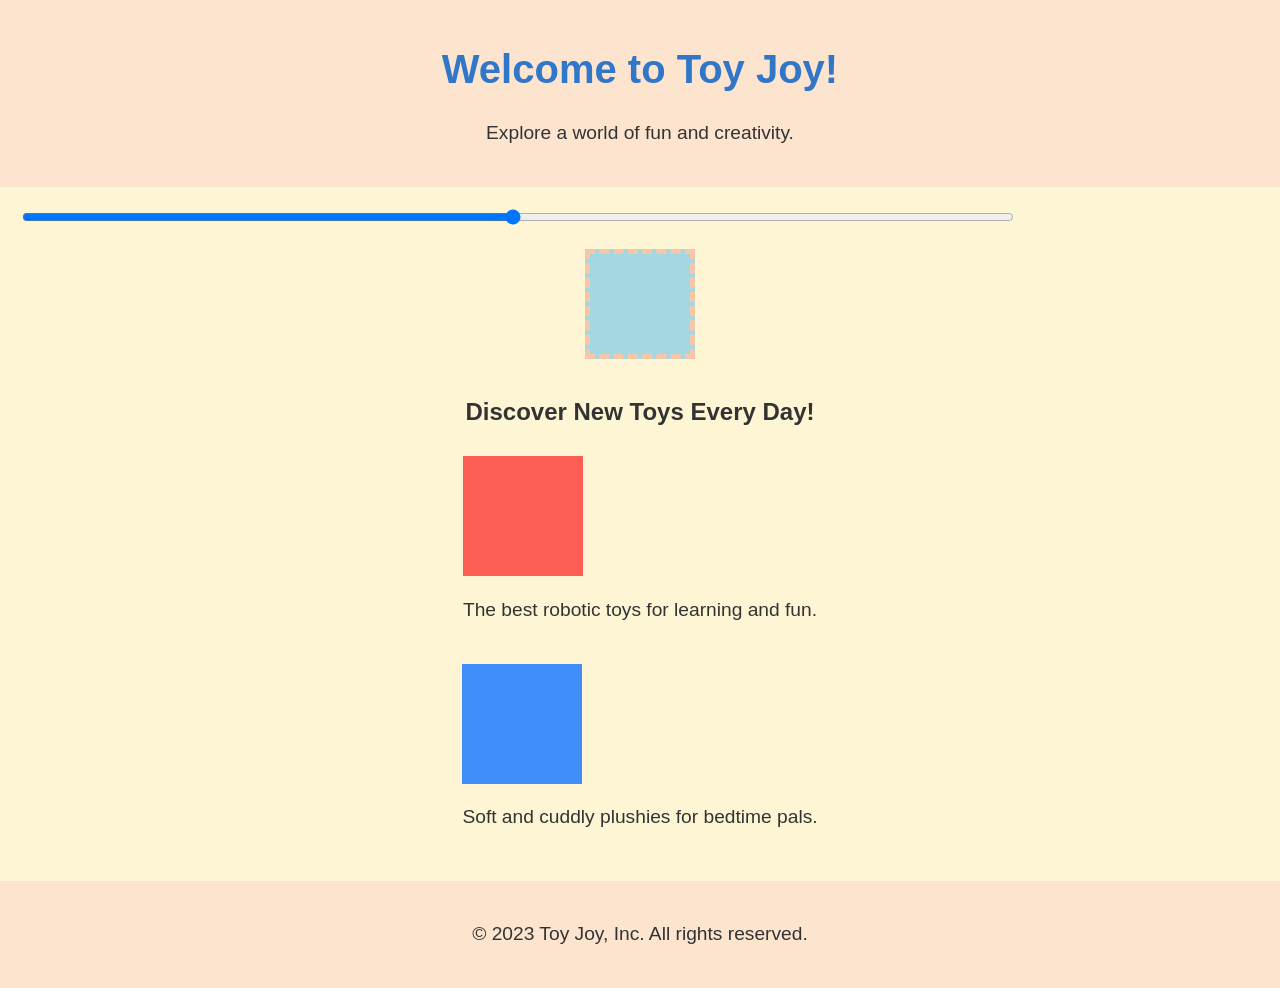 Welcome to Toy Joy!
Explore a world of fun and creativity.
Discover New Toys Every Day!
The best robotic toys for learning and fun.
Soft and cuddly plushies for bedtime pals.
© 2023 Toy Joy, Inc. All rights reserved.